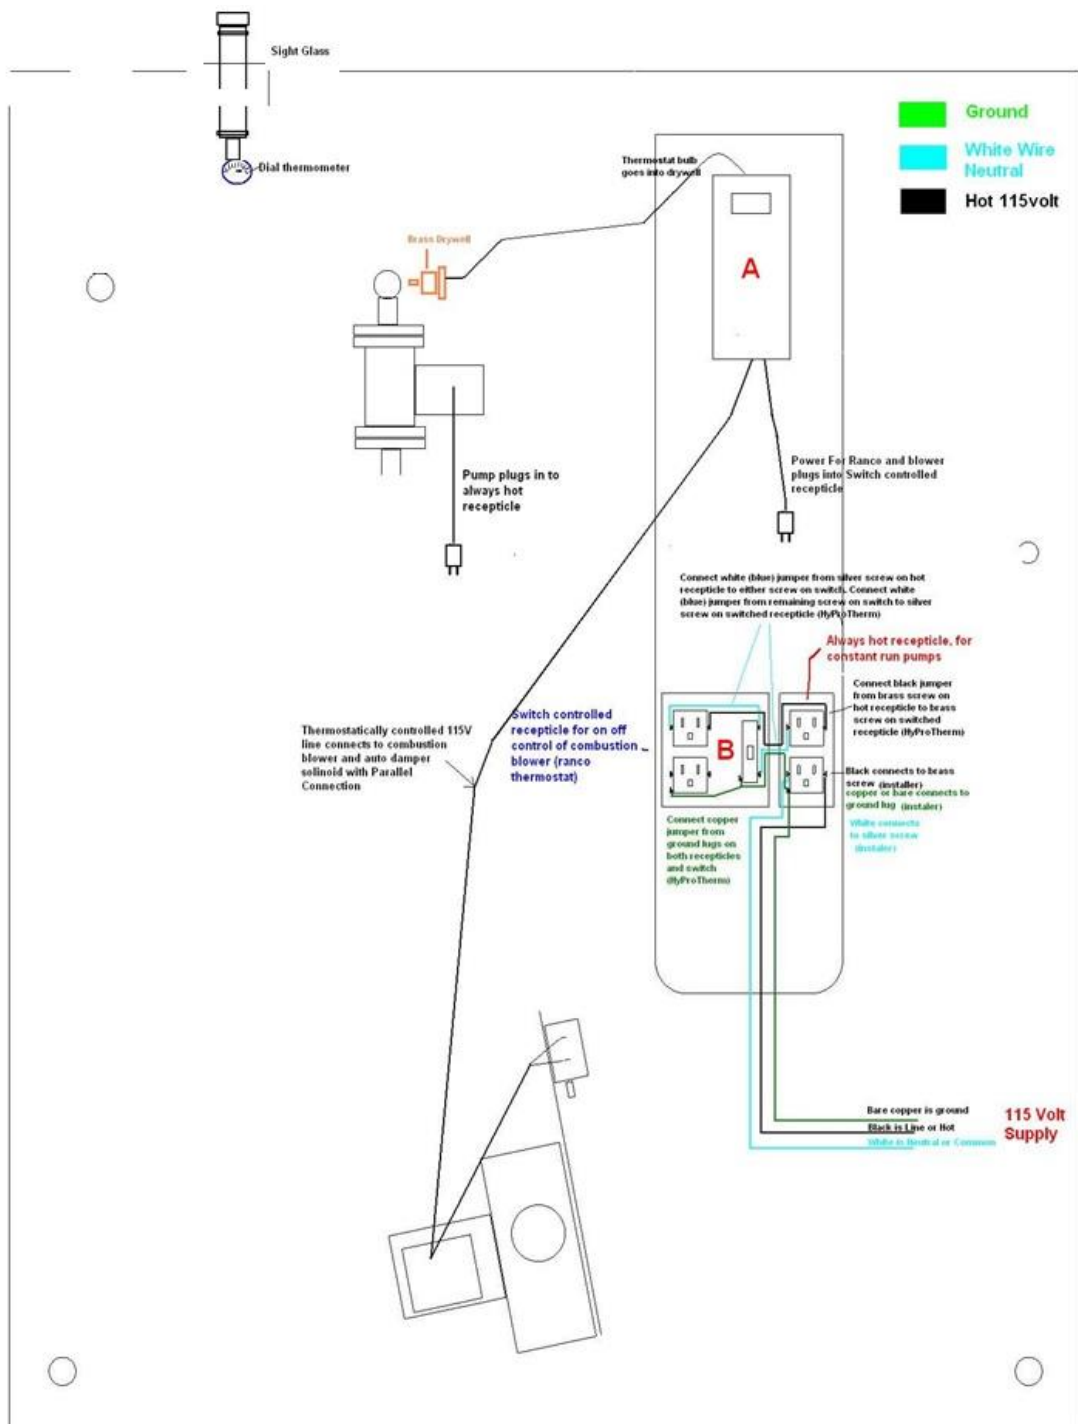 Sight Glass
Dial thermometer
Ground
White Wire
Neutral
Hot 115volt
Thermostat bulb
goes into drywell
Brass Drywell
A
Pump plugs in to
always hot
recepticle
Power For Ranco and blower
plugs into Switch controlled
recepticle
Connect white (blue) jumper from silver screw on hot
recepticle to either screw on switch. Connect white
(blue) jumper from remaining screw on switch to silver
screw on switched recepticle (HyProTherm)
Always hot recepticle, for
constant run pumps
Connect black jumper
from brass screw on
hot recepticle to brass
screw on switched
recepticle (HyProTherm)
Thermostatically controlled 115V
line connects to combustion
blower and auto damper
solinoid with Parallel
Connection
Switch controlled
recepticle for on off
control of combustion
blower (ranco
thermostat)
B
Black connects to brass
screw (installer)
copper or bare connects to
ground lug (instaler)
White connects
to silver screw
(instaler)
Connect copper
jumper from
ground lugs on
both recepticles
and switch
(HyProTherm)
Bare copper is ground
Black is Line or Hot
White is Neutral or Common
115 Volt
Supply